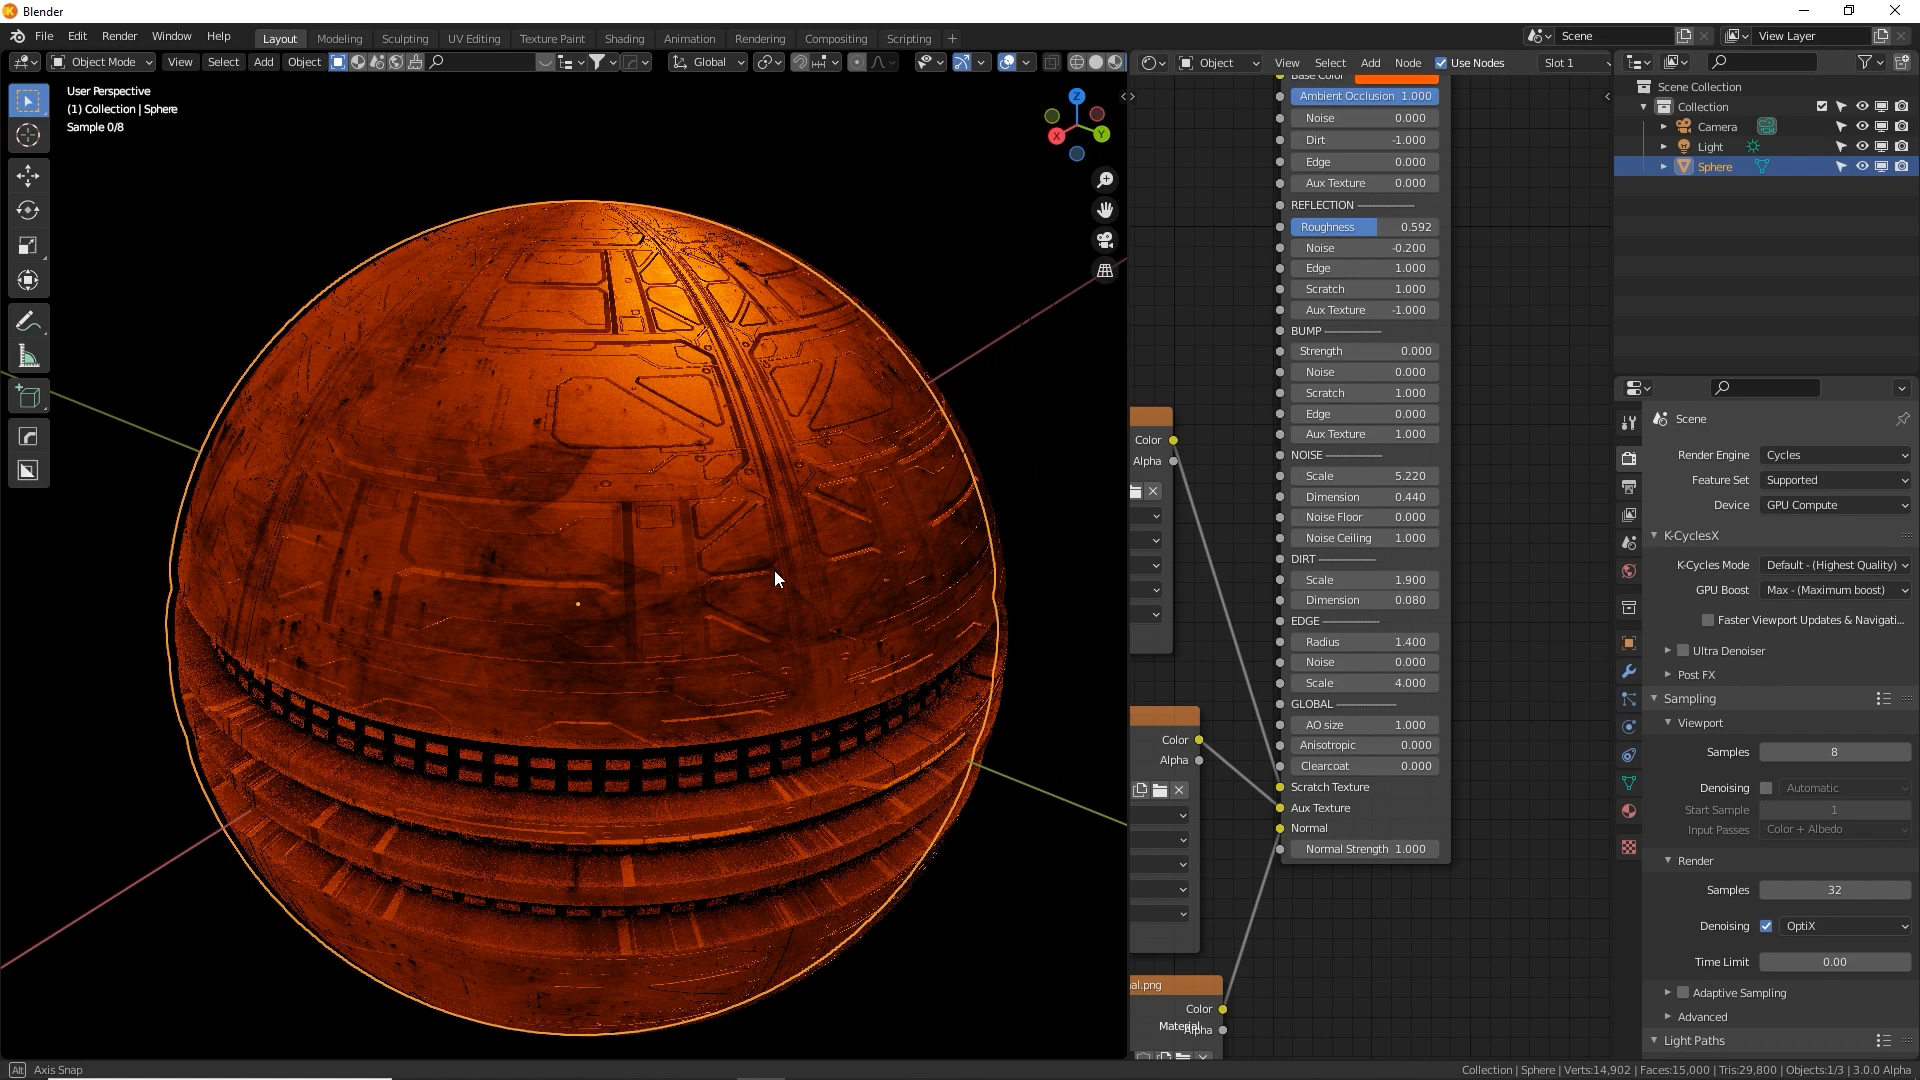 Blender
File Edit Render Window Help
Layout Modeling Sculpting UV Editing Texture Paint Shading Animation Rendering Compositing Scripting +
Scene
View Layer
Object Mode View Select Add Object
Global
Object View Select Add Node Use Nodes Slot 1
User Perspective
(1) Collection | Sphere
Sample 0/8
Z
X
Y
Base Color
Ambient Occlusion 1.000
Noise 0.000
Dirt -1.000
Edge 0.000
Aux Texture 0.000
REFLECTION
Roughness 0.592
Noise -0.200
Edge 1.000
Scratch 1.000
Aux Texture -1.000
BUMP
Strength 0.000
Noise 0.000
Scratch 1.000
Edge 0.000
Aux Texture 1.000
NOISE
Scale 5.220
Dimension 0.440
Noise Floor 0.000
Noise Ceiling 1.000
DIRT
Scale 1.900
Dimension 0.080
EDGE
Radius 1.400
Noise 0.000
Scale 4.000
GLOBAL
AO size 1.000
Anisotropic 0.000
Clearcoat 0.000
Scratch Texture
Aux Texture
Normal
Normal Strength 1.000
Color
Alpha
Color
Alpha
al.png
Color
Alpha
Material
Scene Collection
Collection
Camera
Light
Sphere
Scene
Render Engine Cycles
Feature Set Supported
Device GPU Compute
K-CyclesX
K-Cycles Mode Default - (Highest Quality)
GPU Boost Max - (Maximum boost)
Faster Viewport Updates & Navigati...
Ultra Denoiser
Post FX
Sampling
Viewport
Samples 8
Denoising Automatic
Start Sample 1
Input Passes Color + Albedo
Render
Samples 32
Denoising OptiX
Time Limit 0.00
Adaptive Sampling
Advanced
Light Paths
Alt Axis Snap
Collection | Sphere | Verts:14,902 | Faces:15,000 | Tris:29,800 | Objects:1/3 | 3.0.0 Alpha